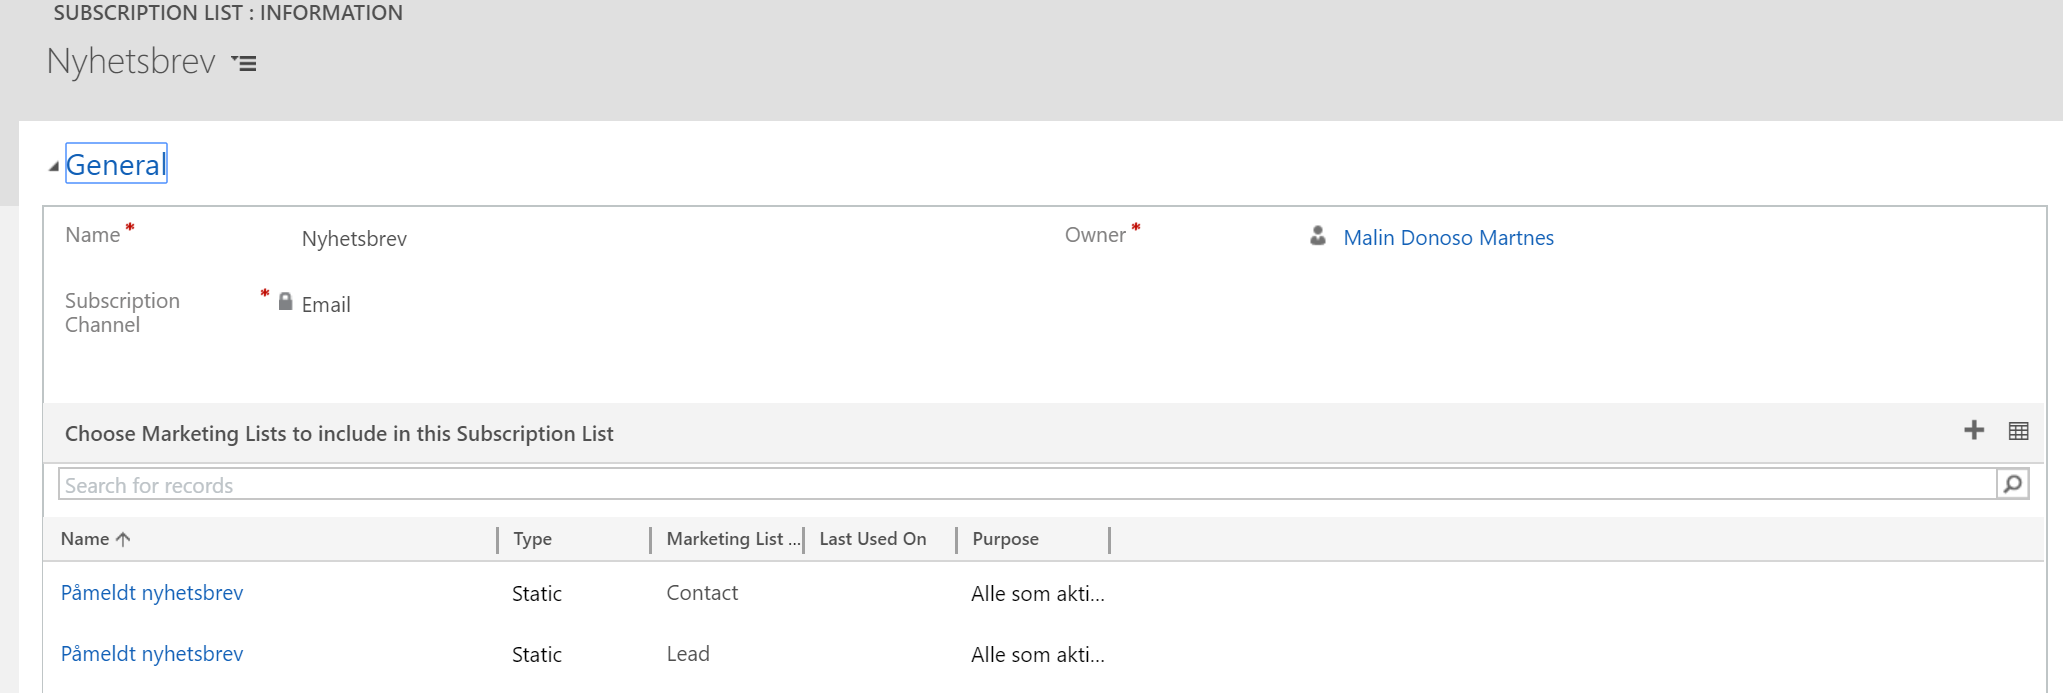 SUBSCRIPTION LIST : INFORMATION
Nyhetsbrev
General
Name * Nyhetsbrev
Owner * Malin Donoso Martnes
Subscription
Channel * Email
Choose Marketing Lists to include in this Subscription List
Search for records
Name Type Marketing List ... Last Used On Purpose
Påmeldt nyhetsbrev Static Contact Alle som akti...
Påmeldt nyhetsbrev Static Lead Alle som akti...